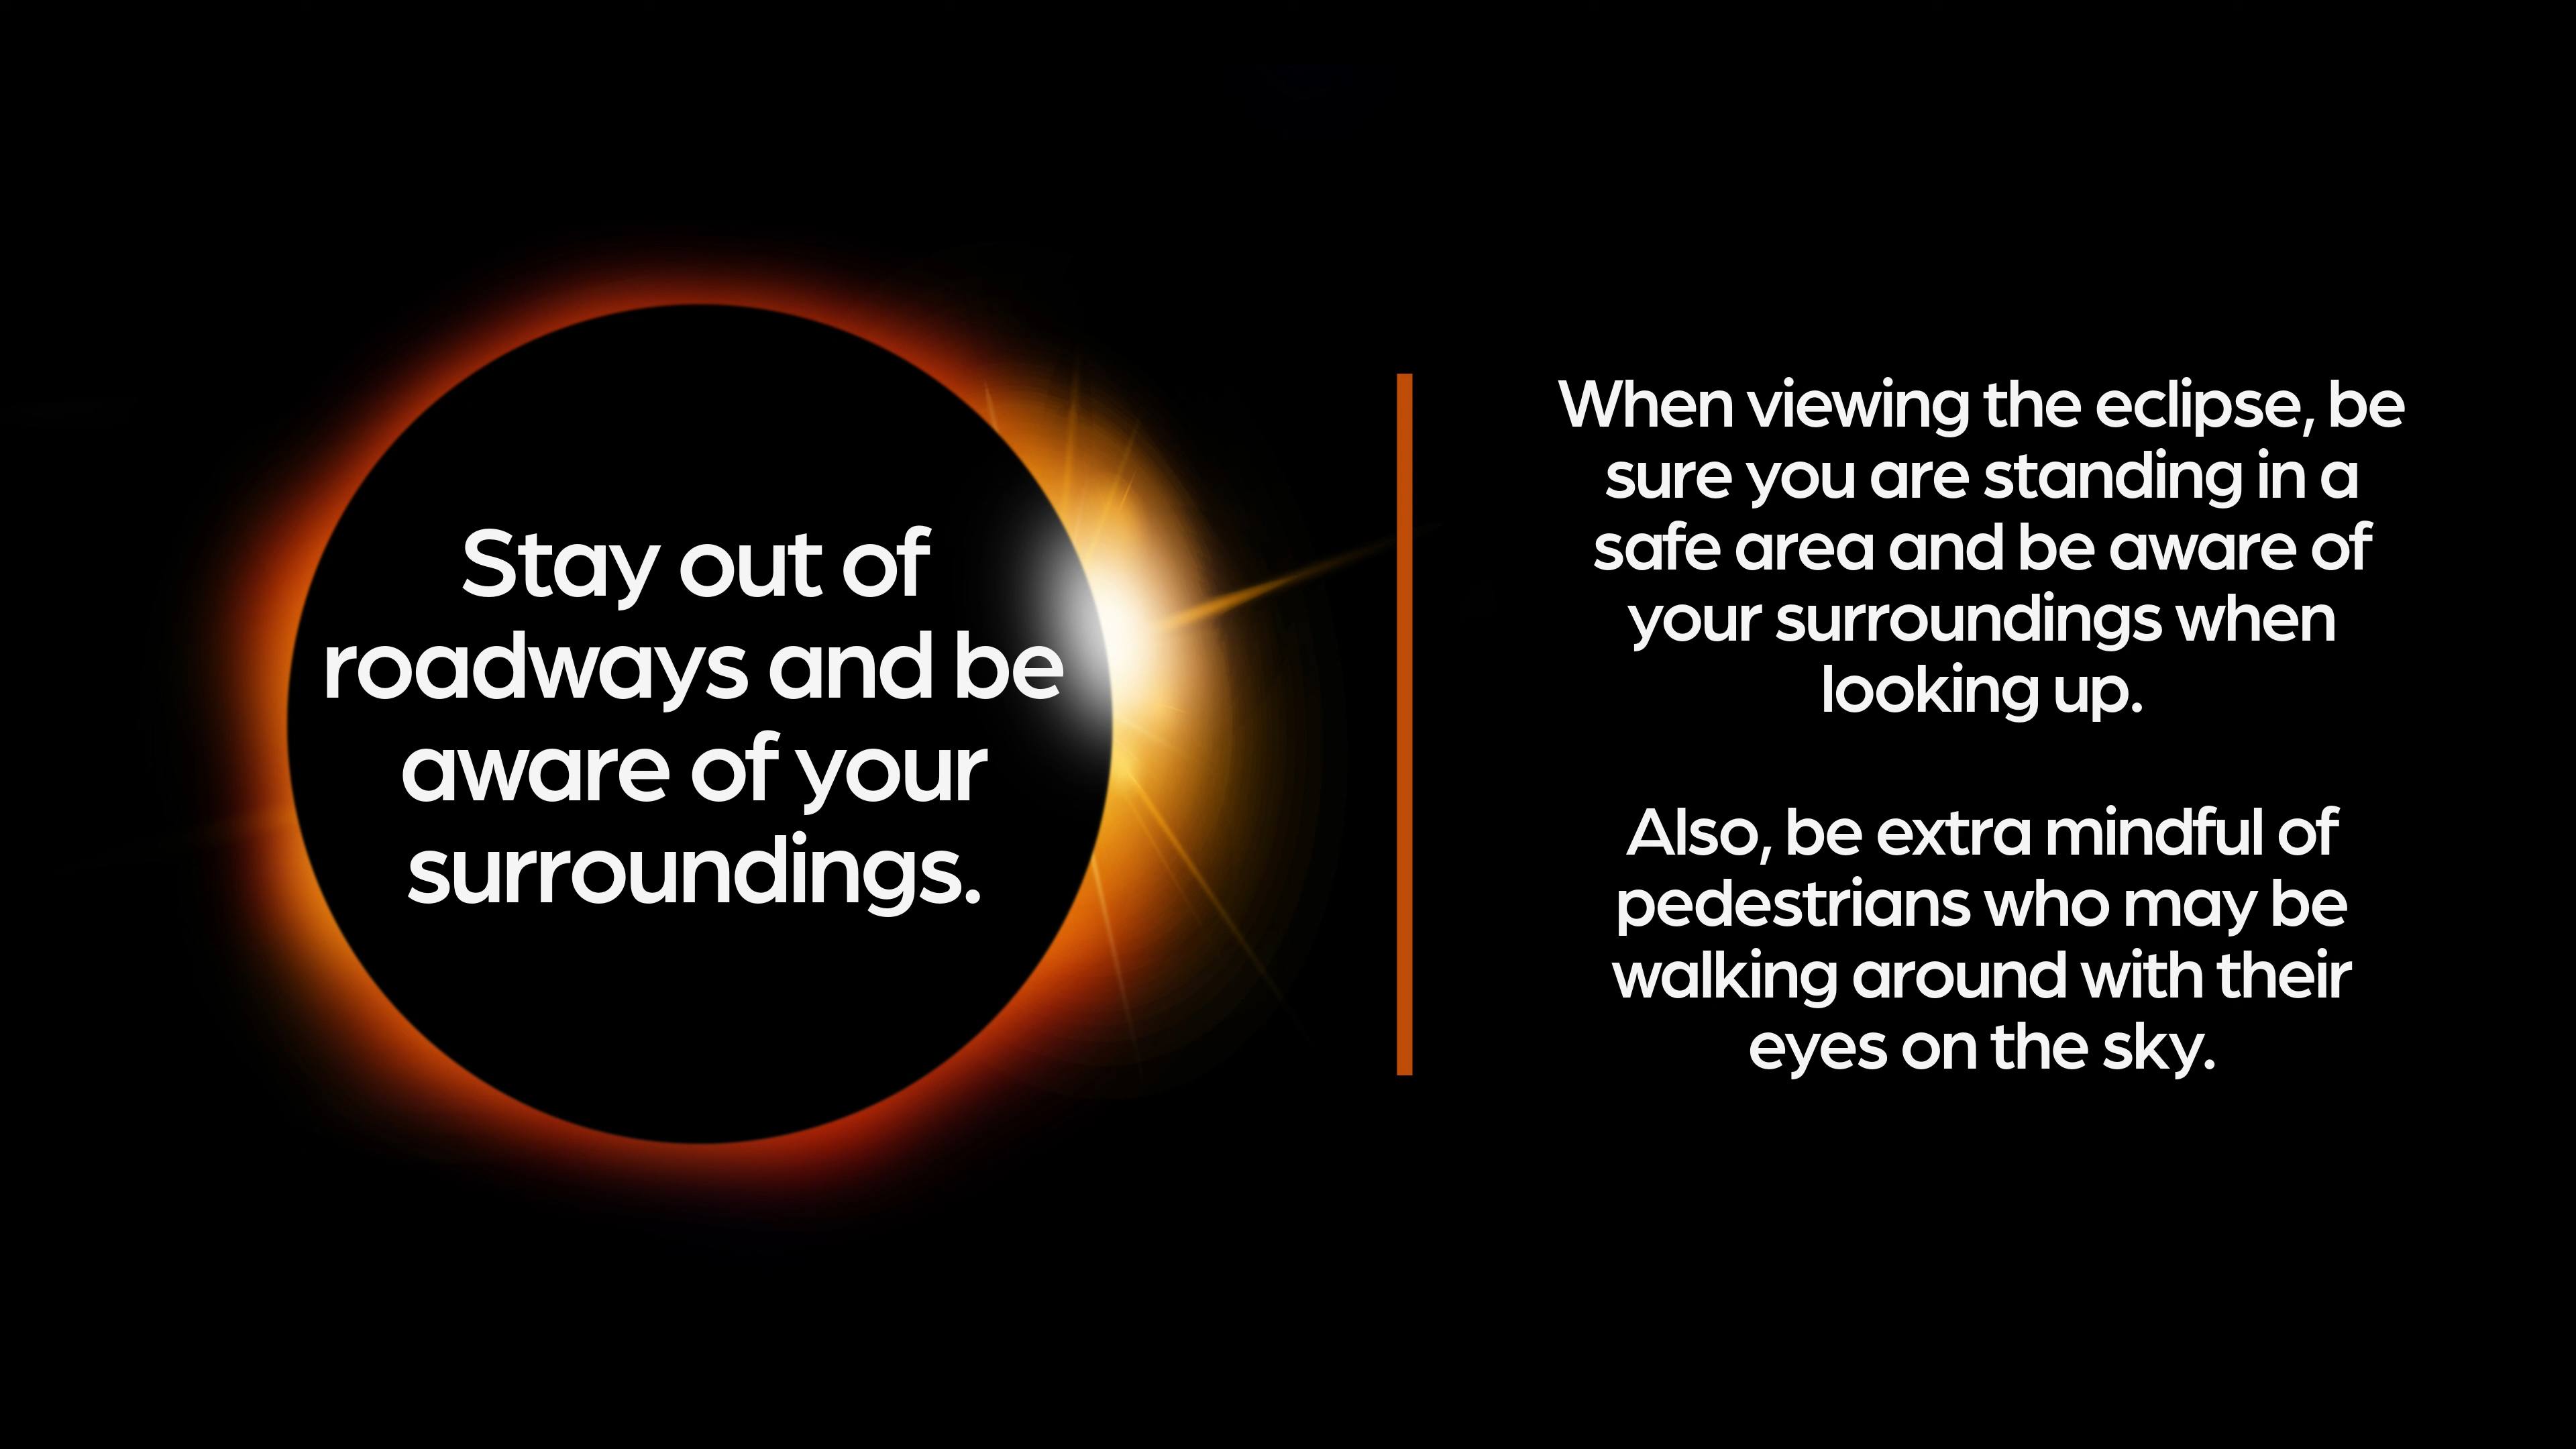 Stay out of
roadways and be
aware of your
surroundings.
When viewing the eclipse, be
sure you are standing in a
safe area and be aware of
your surroundings when
looking up.
Also, be extra mindful of
pedestrians who may be
walking around with their
eyes on the sky.